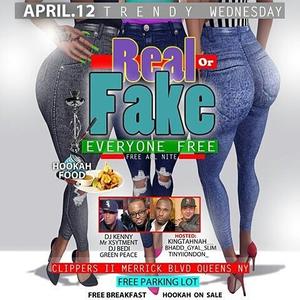 APRIL.12 TRENDY WEDNESDAY
Real Or
Fake
EVERYONE FREE
FREE ALL NITE
HOOKAH
FOOD
DJ KENNY
Mr XSYTMENT
DJ BEDI
GREEN PEACE
HOSTED:
KINGTAHNAH_
BHADD_GYAL_SLIM
TINYIONDON_
CLIPPERS II MERRICK BLVD QUEENS NY
FREE PARKING LOT
FREE BREAKFAST HOOKAH ON SALE